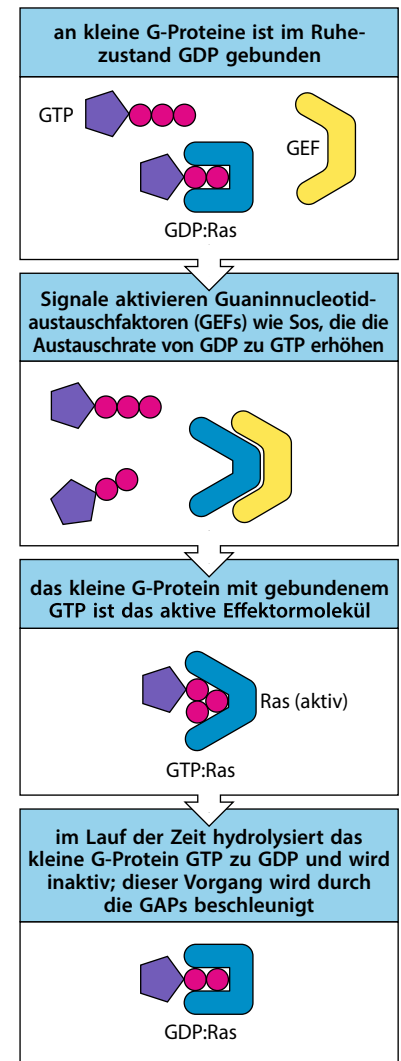 an kleine G-Proteine ist im Ruhe-
zustand GDP gebunden
GTP
GEF
GDP:Ras
Signale aktivieren Guaninnucleotid-
austauschfaktoren (GEFs) wie Sos, die die
Austauschrate von GDP zu GTP erhöhen
das kleine G-Protein mit gebundenem
GTP ist das aktive Effektormolekül
Ras (aktiv)
GTP:Ras
im Lauf der Zeit hydrolysiert das
kleine G-Protein GTP zu GDP und wird
inaktiv; dieser Vorgang wird durch
die GAPs beschleunigt
GDP:Ras